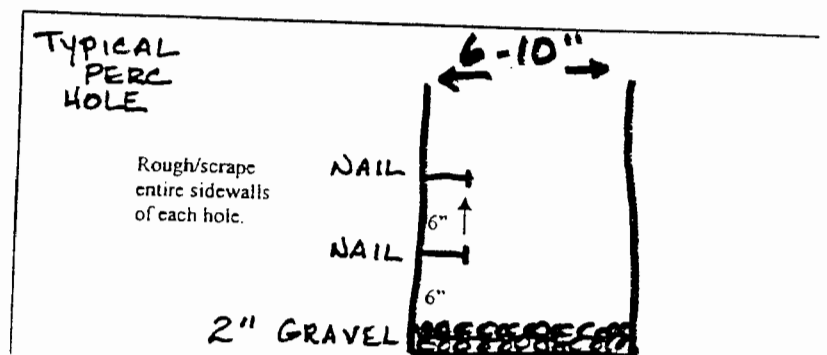 TYPICAL
PERC
HOLE
6-10"
Rough/scrape
entire sidewalls
of each hole.
NAIL
6"
NAIL
6"
2" GRAVEL